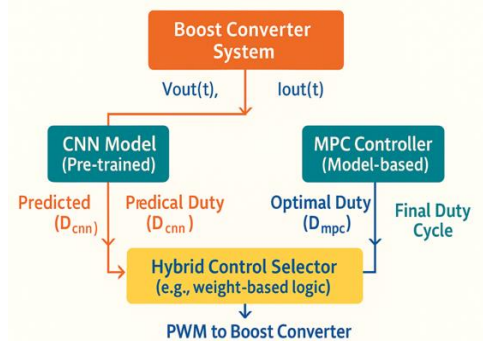 Boost Converter
System
Vout(t), Iout(t)
CNN Model
(Pre-trained)
MPC Controller
(Model-based)
Predicted
(Dcnn)
Predical Duty
(Dcnn)
Optimal Duty
(Dmpc)
Final Duty
Cycle
Hybrid Control Selector
(e.g., weight-based logic)
PWM to Boost Converter